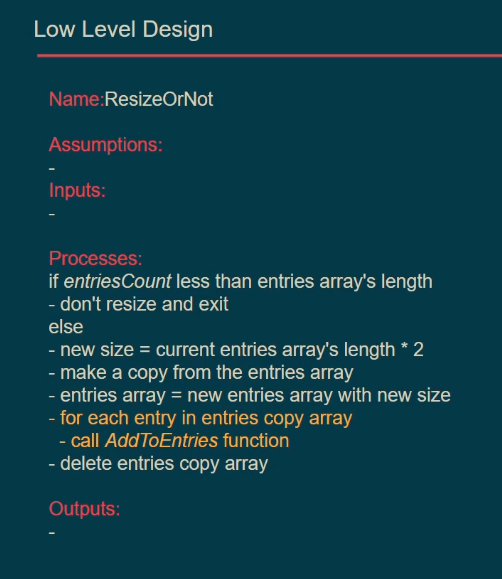 Low Level Design
Name:ResizeOrNot
Assumptions:
-
Inputs:
-
Processes:
if entriesCount less than entries array's length
- don't resize and exit
else
- new size = current entries array's length * 2
- make a copy from the entries array
- entries array = new entries array with new size
- for each entry in entries copy array
- call AddToEntries function
- delete entries copy array
Outputs:
-